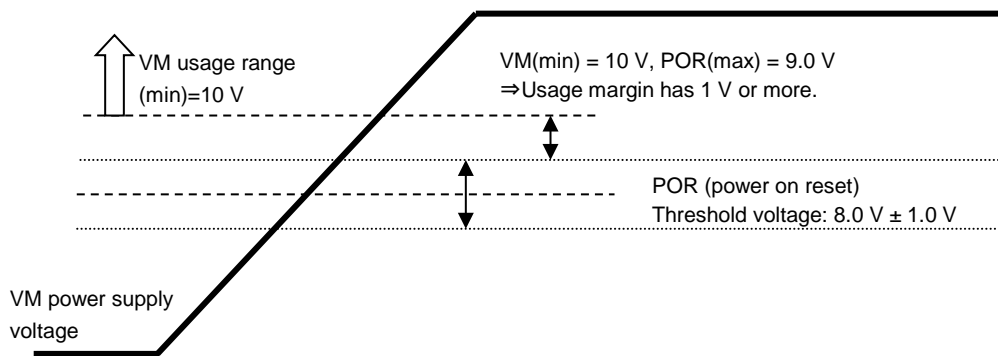 VM usage range
(min)=10 V
VM(min) = 10 V, POR(max) = 9.0 V
⇒Usage margin has 1 V or more.
POR (power on reset)
Threshold voltage: 8.0 V ± 1.0 V
VM power supply
voltage